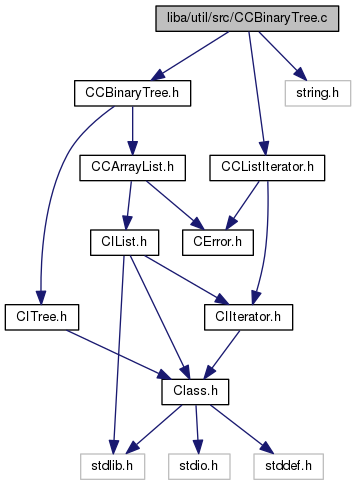 liba/util/src/CCBinaryTree.c
CCBinaryTree.h
string.h
CCArrayList.h
CCListIterator.h
CIList.h
CError.h
CITree.h
CIIterator.h
Class.h
stdlib.h
stdio.h
stddef.h